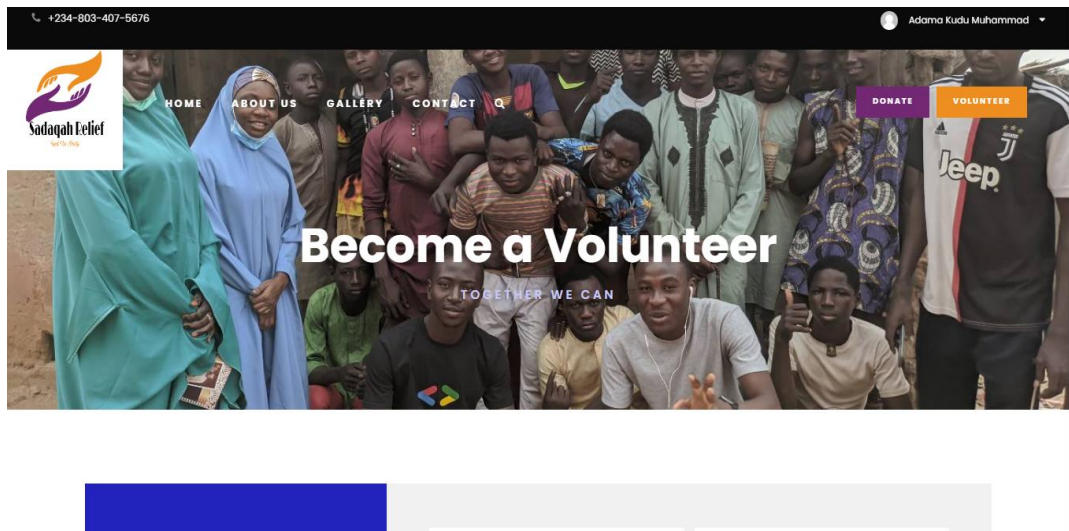 +234-803-407-5676
Adama Kudu Muhammad
HOME ABOUT US GALLERY CONTACT
DONATE VOLUNTEER
Sadaqah Relief
Jeep
Become a Volunteer
TOGETHER WE CAN